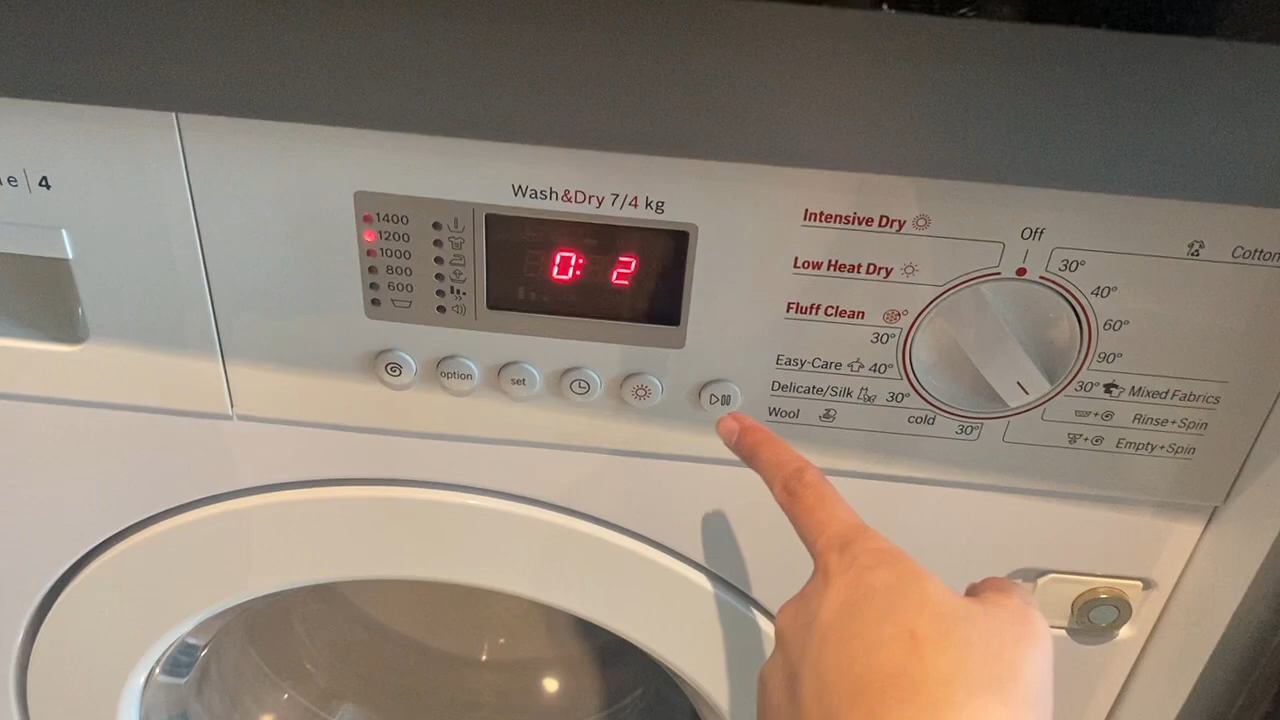 4
Wash&Dry 7/4 kg
1400
1200
1000
800
600
0: 2
option
set
Intensive Dry
Low Heat Dry
Fluff Clean
30°
Easy-Care 40°
Delicate/Silk 30°
Wool
cold
30°
Off
30°
Cotton
40°
60°
90°
30° Mixed Fabrics
Rinse+Spin
Empty+Spin